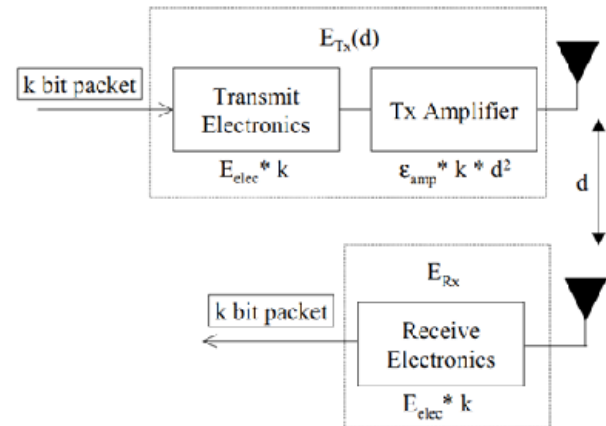 E_Tx(d)
k bit packet
Transmit
Electronics
Tx Amplifier
E_elec* k
ε_amp* k * d²
d
E_Rx
k bit packet
Receive
Electronics
E_elec* k